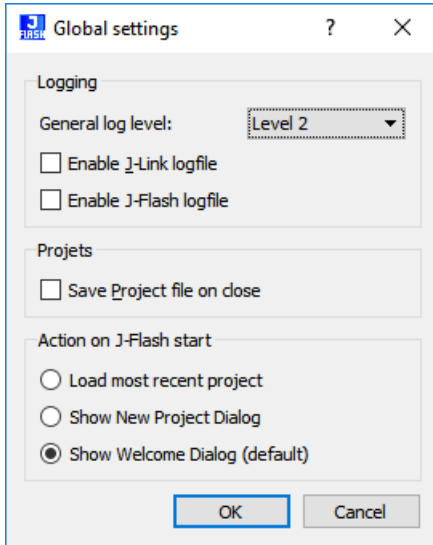 J
FLASH
Global settings
?
Logging
General log level:
Level 2
Enable J-Link logfile
Enable J-Flash logfile
Projets
Save Project file on close
Action on J-Flash start
Load most recent project
Show New Project Dialog
Show Welcome Dialog (default)
OK
Cancel